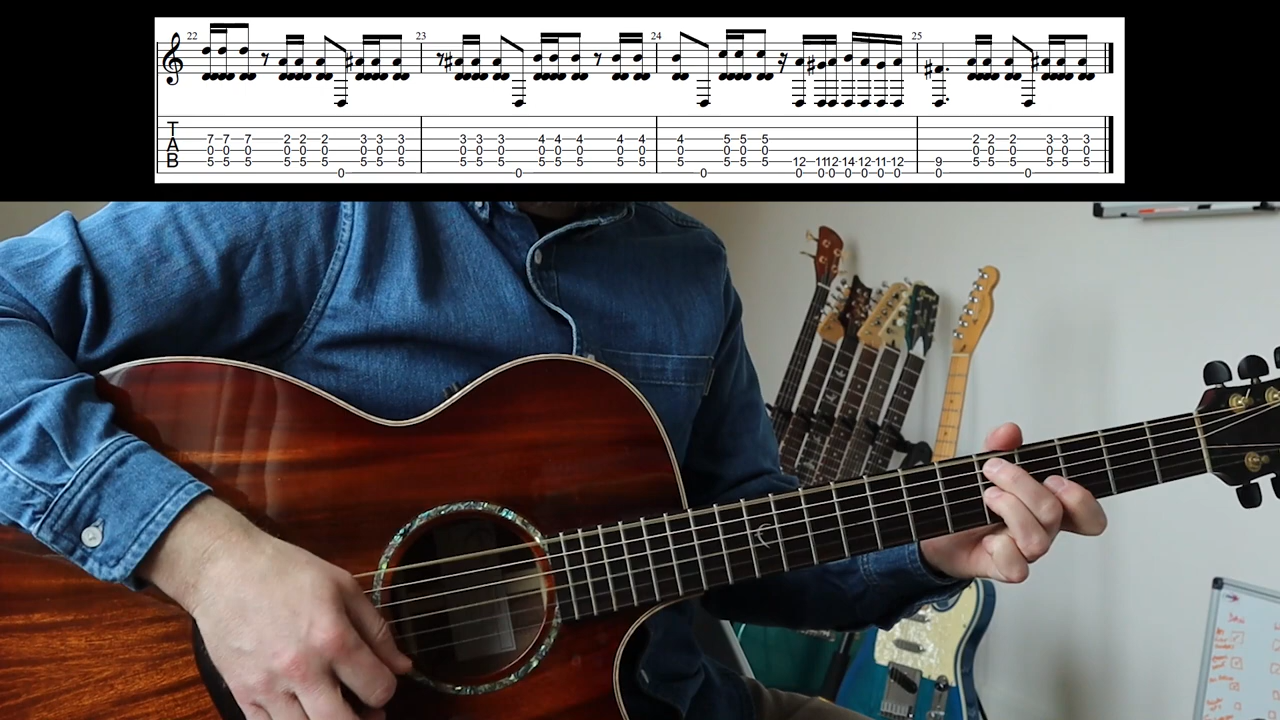 22 23 24 25
T 7 7 7 2 2 2 3 3 3 3 3 3 4 4 4 4 4 4 5 5 5 2 2 2 3 3 3
A 0 0 0 0 0 0 0 0 0 0 0 0 0 0 0 0 0 0 0 0 0 0 0 0 0 0 0
B 5 5 5 5 5 5 5 5 5 5 5 5 5 5 5 5 5 5 5 5 5 12 11 12 14 12 11 12 9 5 5 5 5 5 5
0 0 0 0 0 0 0 0 0 0 0 0 0